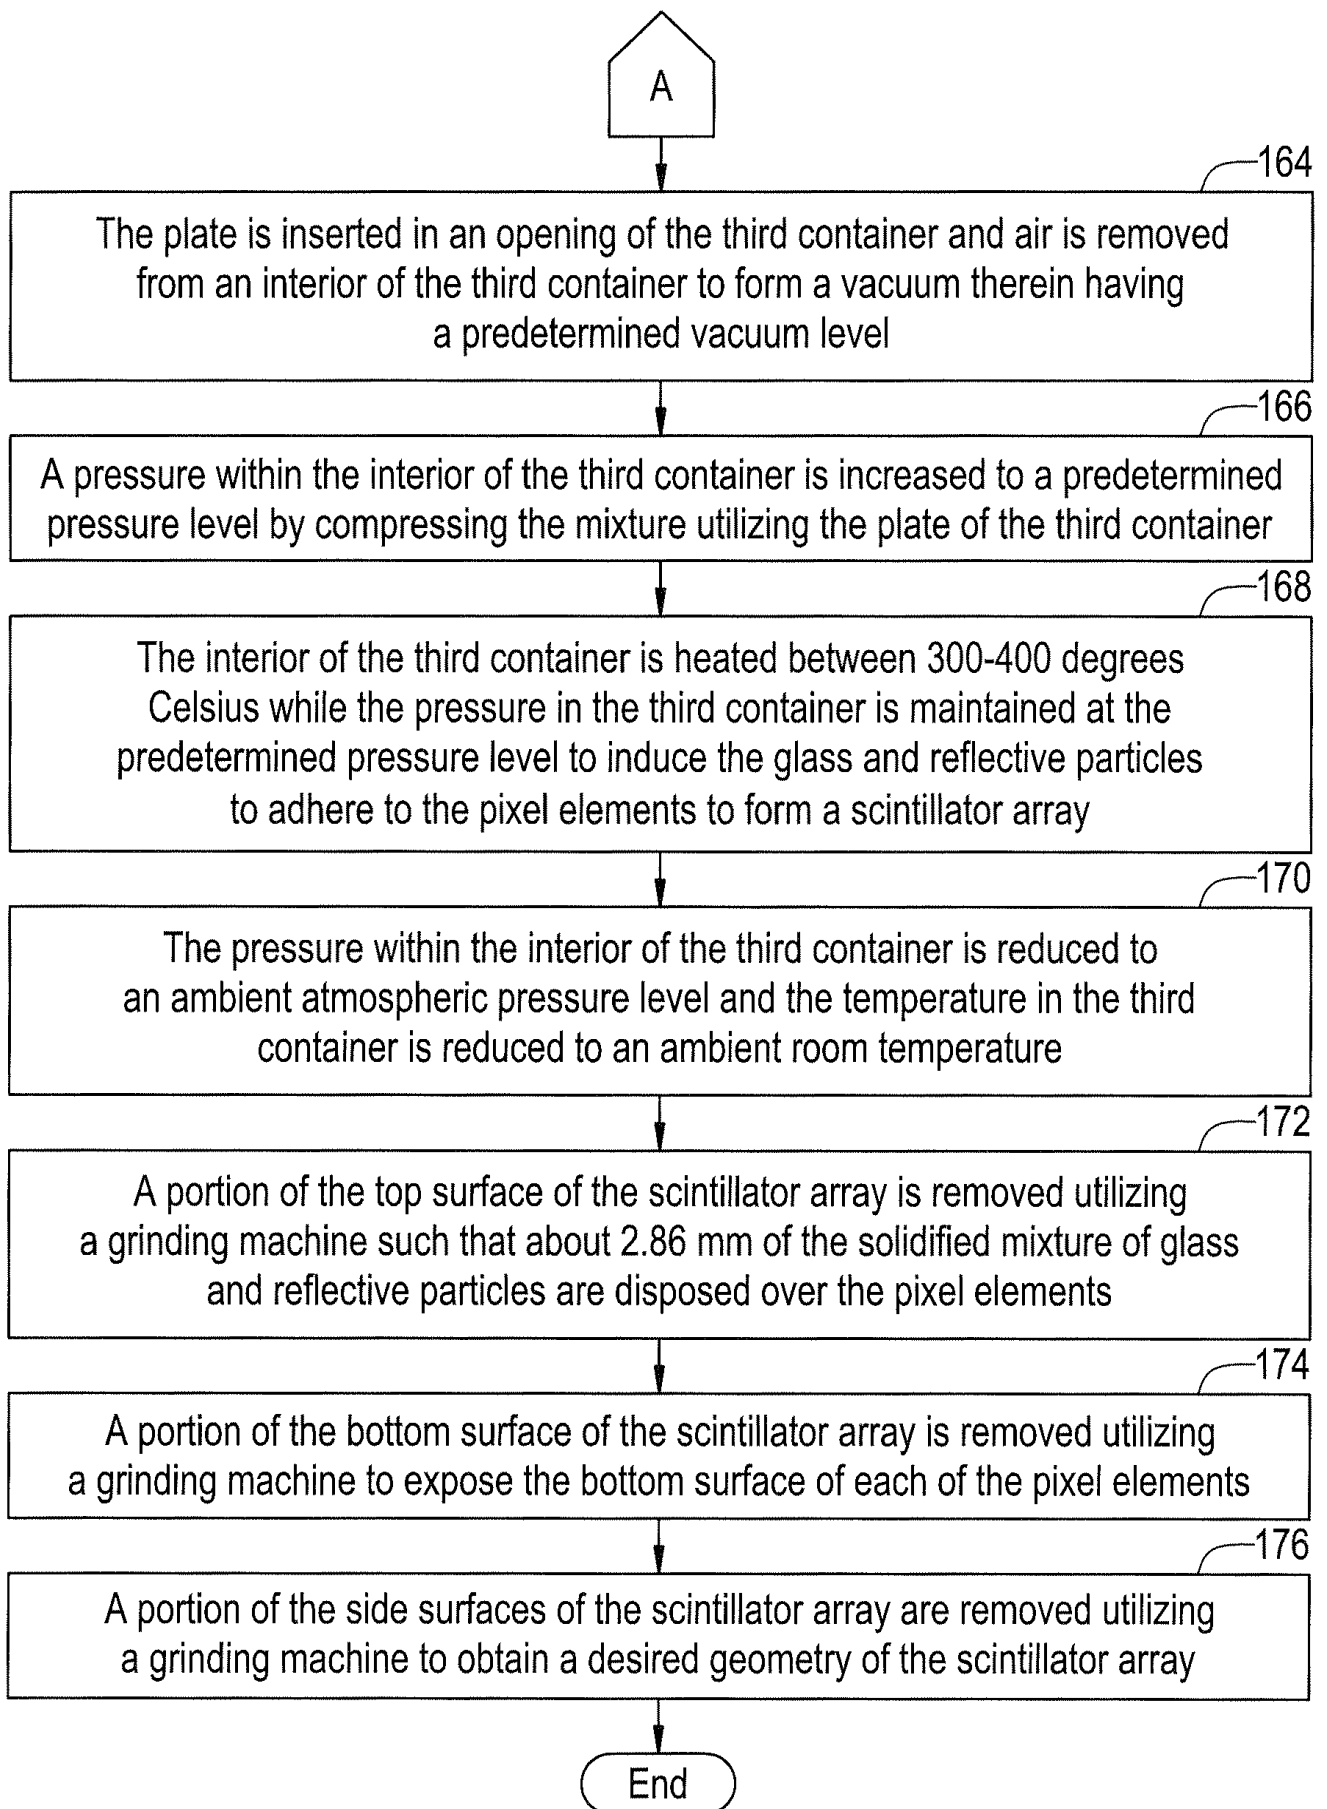 A
164
The plate is inserted in an opening of the third container and air is removed
from an interior of the third container to form a vacuum therein having
a predetermined vacuum level
166
A pressure within the interior of the third container is increased to a predetermined
pressure level by compressing the mixture utilizing the plate of the third container
168
The interior of the third container is heated between 300-400 degrees
Celsius while the pressure in the third container is maintained at the
predetermined pressure level to induce the glass and reflective particles
to adhere to the pixel elements to form a scintillator array
170
The pressure within the interior of the third container is reduced to
an ambient atmospheric pressure level and the temperature in the third
container is reduced to an ambient room temperature
172
A portion of the top surface of the scintillator array is removed utilizing
a grinding machine such that about 2.86 mm of the solidified mixture of glass
and reflective particles are disposed over the pixel elements
174
A portion of the bottom surface of the scintillator array is removed utilizing
a grinding machine to expose the bottom surface of each of the pixel elements
176
A portion of the side surfaces of the scintillator array are removed utilizing
a grinding machine to obtain a desired geometry of the scintillator array
End